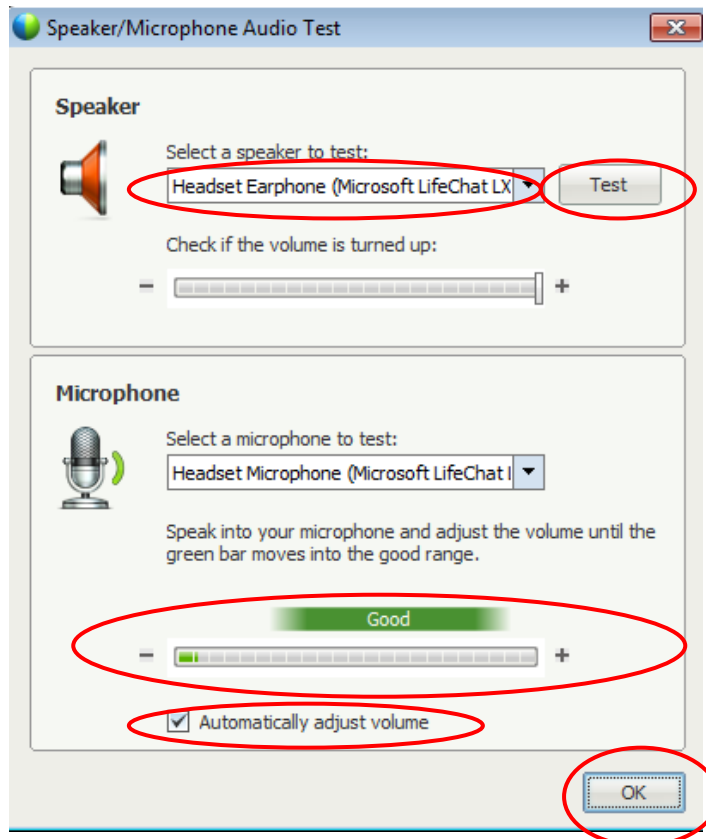 Speaker/Microphone Audio Test
Speaker
Select a speaker to test:
Headset Earphone (Microsoft LifeChat LX
Test
Check if the volume is turned up:
- +
Microphone
Select a microphone to test:
Headset Microphone (Microsoft LifeChat l
Speak into your microphone and adjust the volume until the
green bar moves into the good range.
Good
- +
Automatically adjust volume
OK